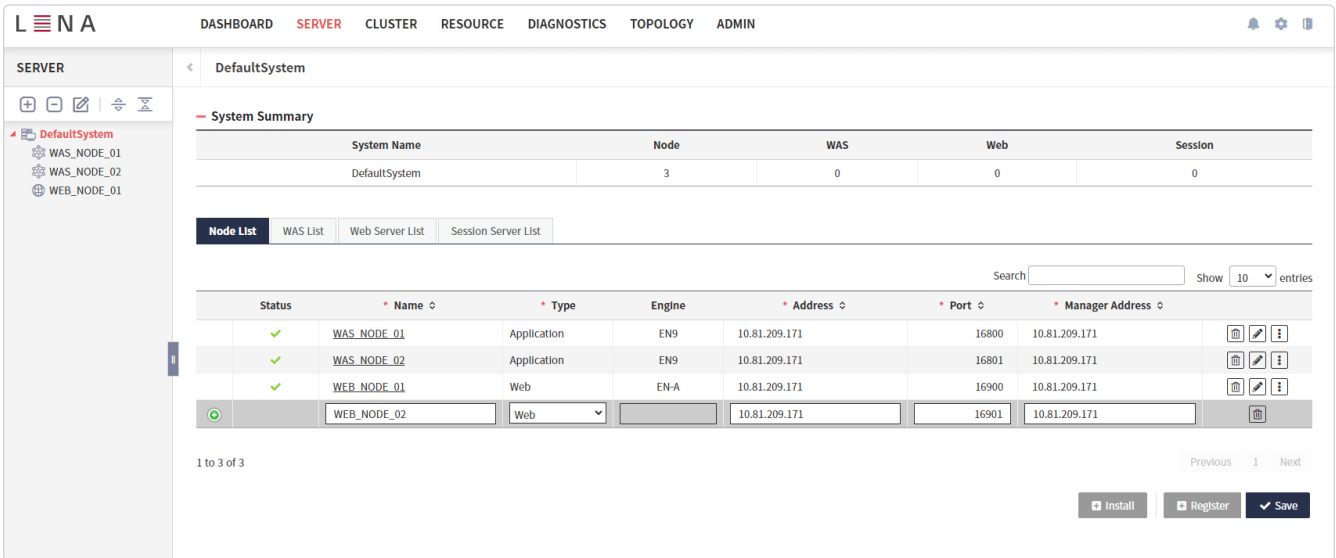 LENA DASHBOARD SERVER CLUSTER RESOURCE DIAGNOSTICS TOPOLOGY ADMIN
SERVER
DefaultSystem
DefaultSystem
WAS_NODE_01
WAS_NODE_02
WEB_NODE_01
System Summary
System Name Node WAS Web Session
DefaultSystem 3 0 0 0
Node List WAS List Web Server List Session Server List
Search Show 10 entries
Status * Name * Type Engine * Address * Port * Manager Address
WAS_NODE_01 Application EN9 10.81.209.171 16800 10.81.209.171
WAS_NODE_02 Application EN9 10.81.209.171 16801 10.81.209.171
WEB_NODE_01 Web EN-A 10.81.209.171 16900 10.81.209.171
WEB_NODE_02 Web 10.81.209.171 16901 10.81.209.171
1 to 3 of 3
Previous 1 Next
Install Register Save